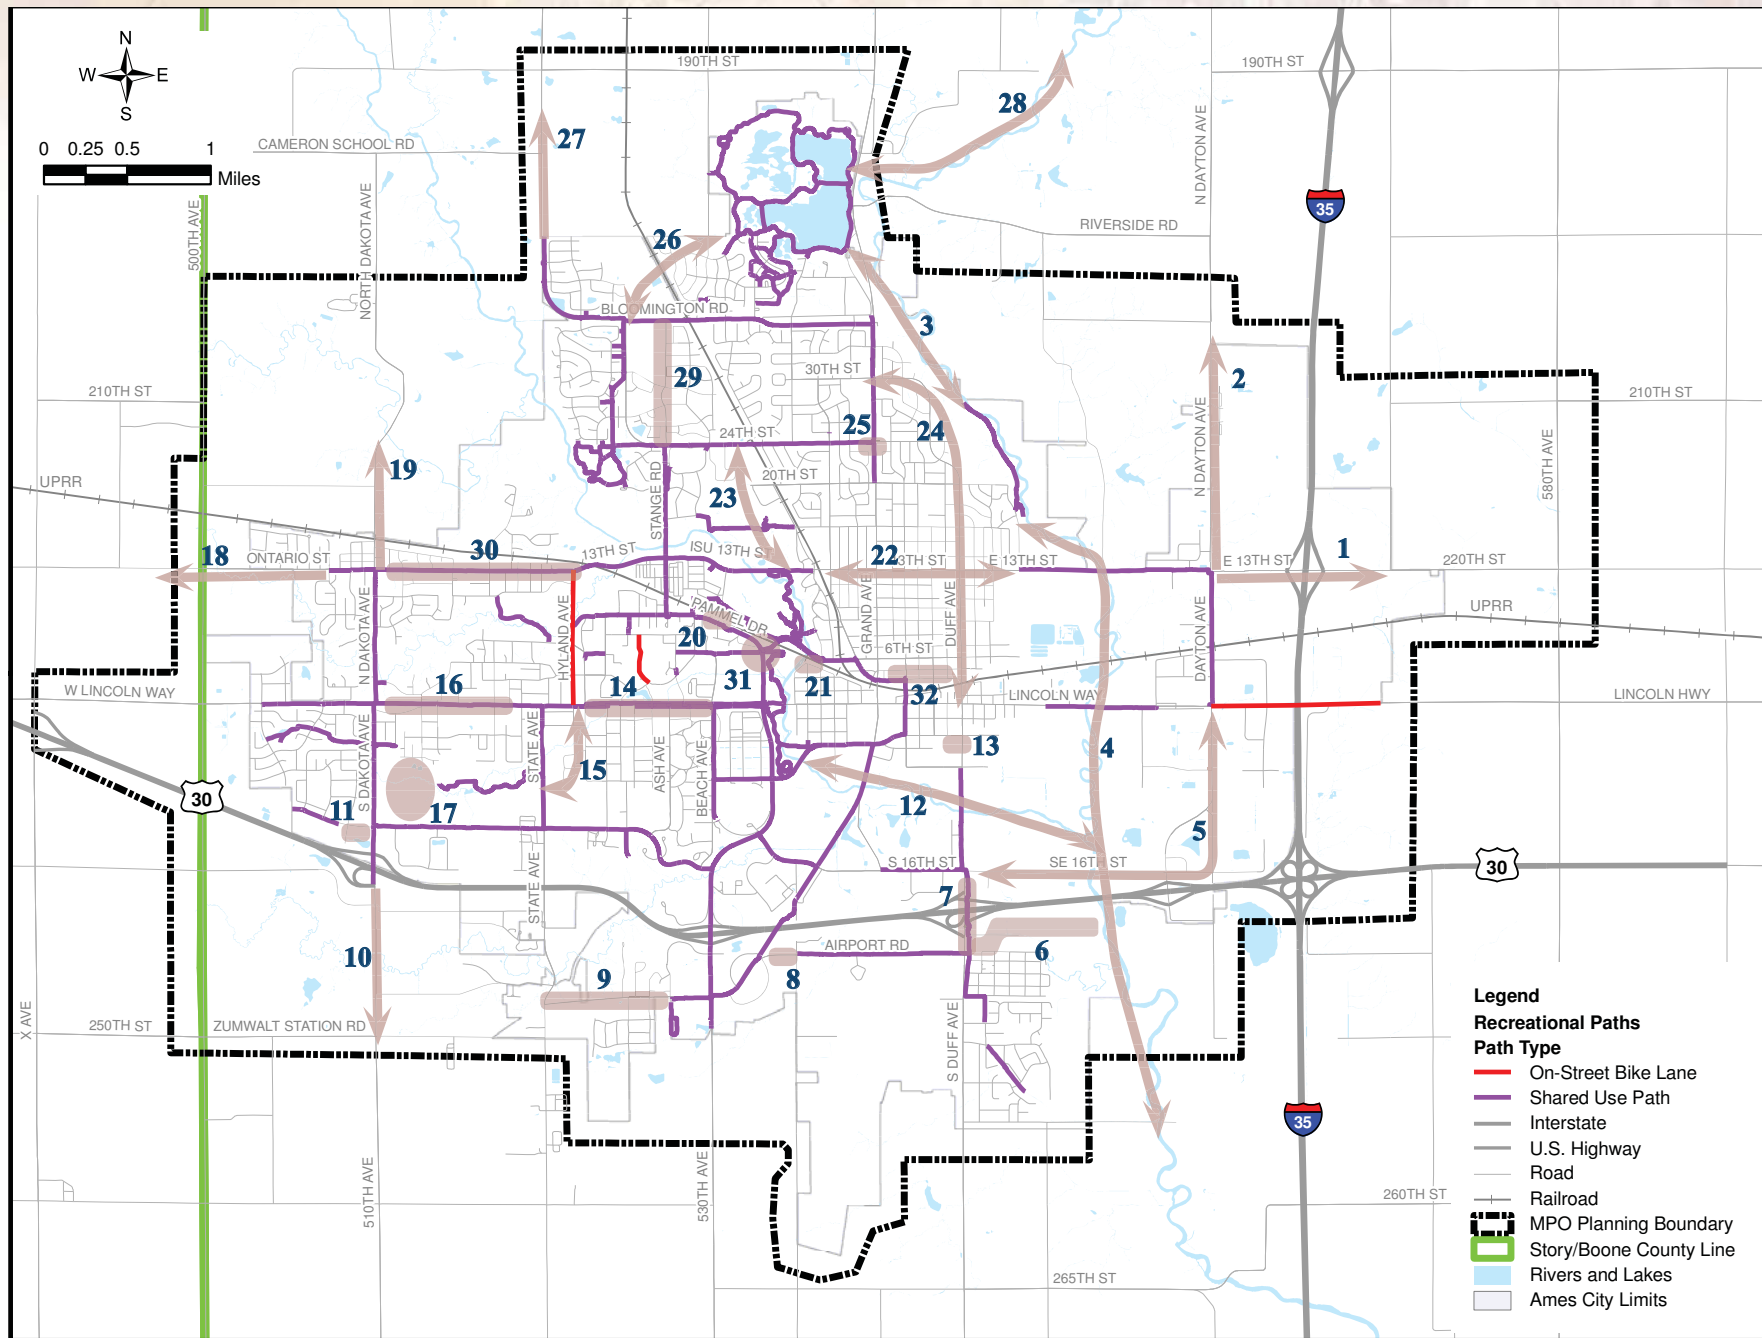 N
W E
S
0 0.25 0.5 1
Miles
190TH ST
190TH ST
28
27
CAMERON SCHOOL RD
N DAYTON AVE
NORTH DAKOTA AVE
500TH AVE
35
RIVERSIDE RD
26
BLOOMINGTON RD
3
30TH ST
29
2
210TH ST
210TH ST
25
24
24TH ST
N DAYTON AVE
580TH AVE
19
UPRR
20TH ST
23
STANGE RD
18
ONTARIO ST
30
13TH ST
ISU 13TH ST
22
3TH ST
E 13TH ST
E 13TH ST
1
220TH ST
N DAKOTA AVE
HYLAND AVE
PAMMEL DR
GRAND AVE
DUFF AVE
DAYTON AVE
UPRR
20
6TH ST
W LINCOLN WAY
16
14
31
21
32
LINCOLN WAY
LINCOLN HWY
S DAKOTA AVE
STATE AVE
15
ASH AVE
BEACH AVE
13
4
30
11
17
12
5
S 16TH ST
SE 16TH ST
30
STATE AVE
7
10
AIRPORT RD
6
9
8
X AVE
250TH ST
ZUMWALT STATION RD
S DUFF AVE
35
510TH AVE
530TH AVE
260TH ST
265TH ST
Legend
Recreational Paths
Path Type
On-Street Bike Lane
Shared Use Path
Interstate
U.S. Highway
Road
Railroad
MPO Planning Boundary
Story/Boone County Line
Rivers and Lakes
Ames City Limits